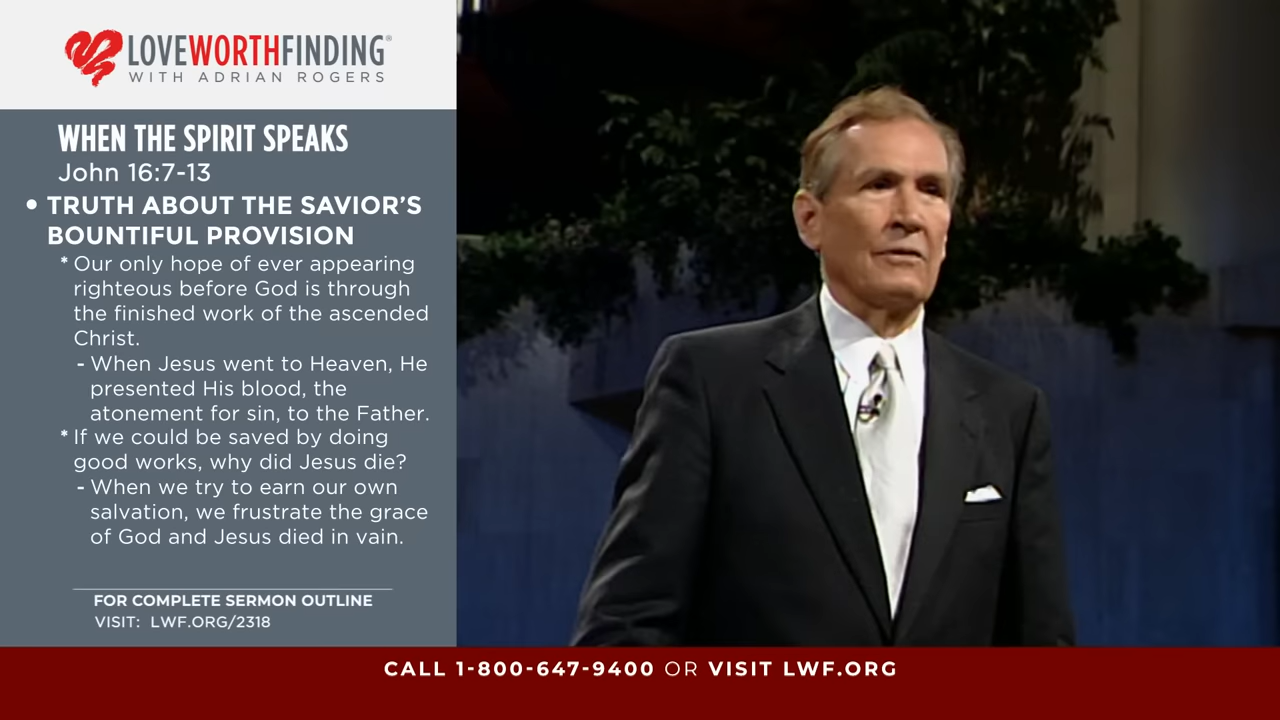 LOVEWORTHFINDING®
WITH ADRIAN ROGERS
WHEN THE SPIRIT SPEAKS
John 16:7-13
• TRUTH ABOUT THE SAVIOR'S
BOUNTIFUL PROVISION
* Our only hope of ever appearing
righteous before God is through
the finished work of the ascended
Christ.
- When Jesus went to Heaven, He
presented His blood, the
atonement for sin, to the Father.
* If we could be saved by doing
good works, why did Jesus die?
- When we try to earn our own
salvation, we frustrate the grace
of God and Jesus died in vain.
FOR COMPLETE SERMON OUTLINE
VISIT: LWF.ORG/2318
CALL 1-800-647-9400 OR VISIT LWF.ORG